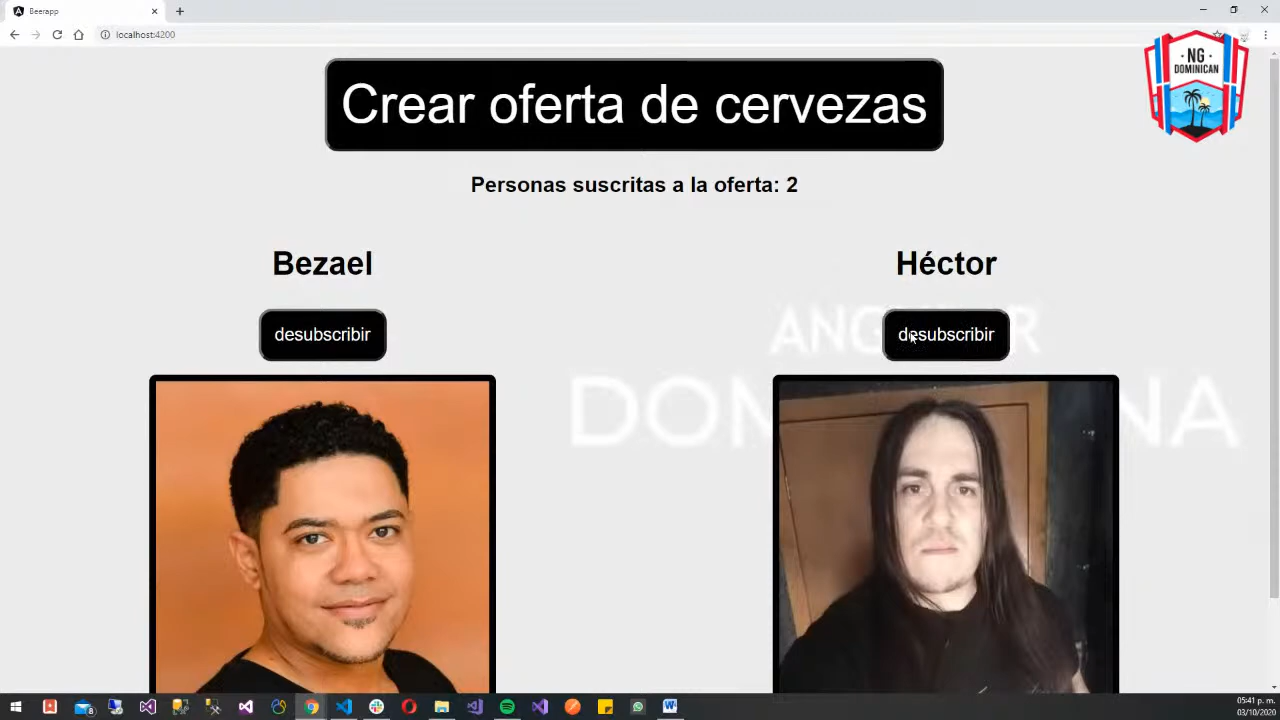 Beerapp
localhost:4200
· NG ·
DOMINICAN
Crear oferta de cervezas
Personas suscritas a la oferta: 2
Bezael
Héctor
desubscribir
desubscribir
05:41 p. m.
03/10/2020